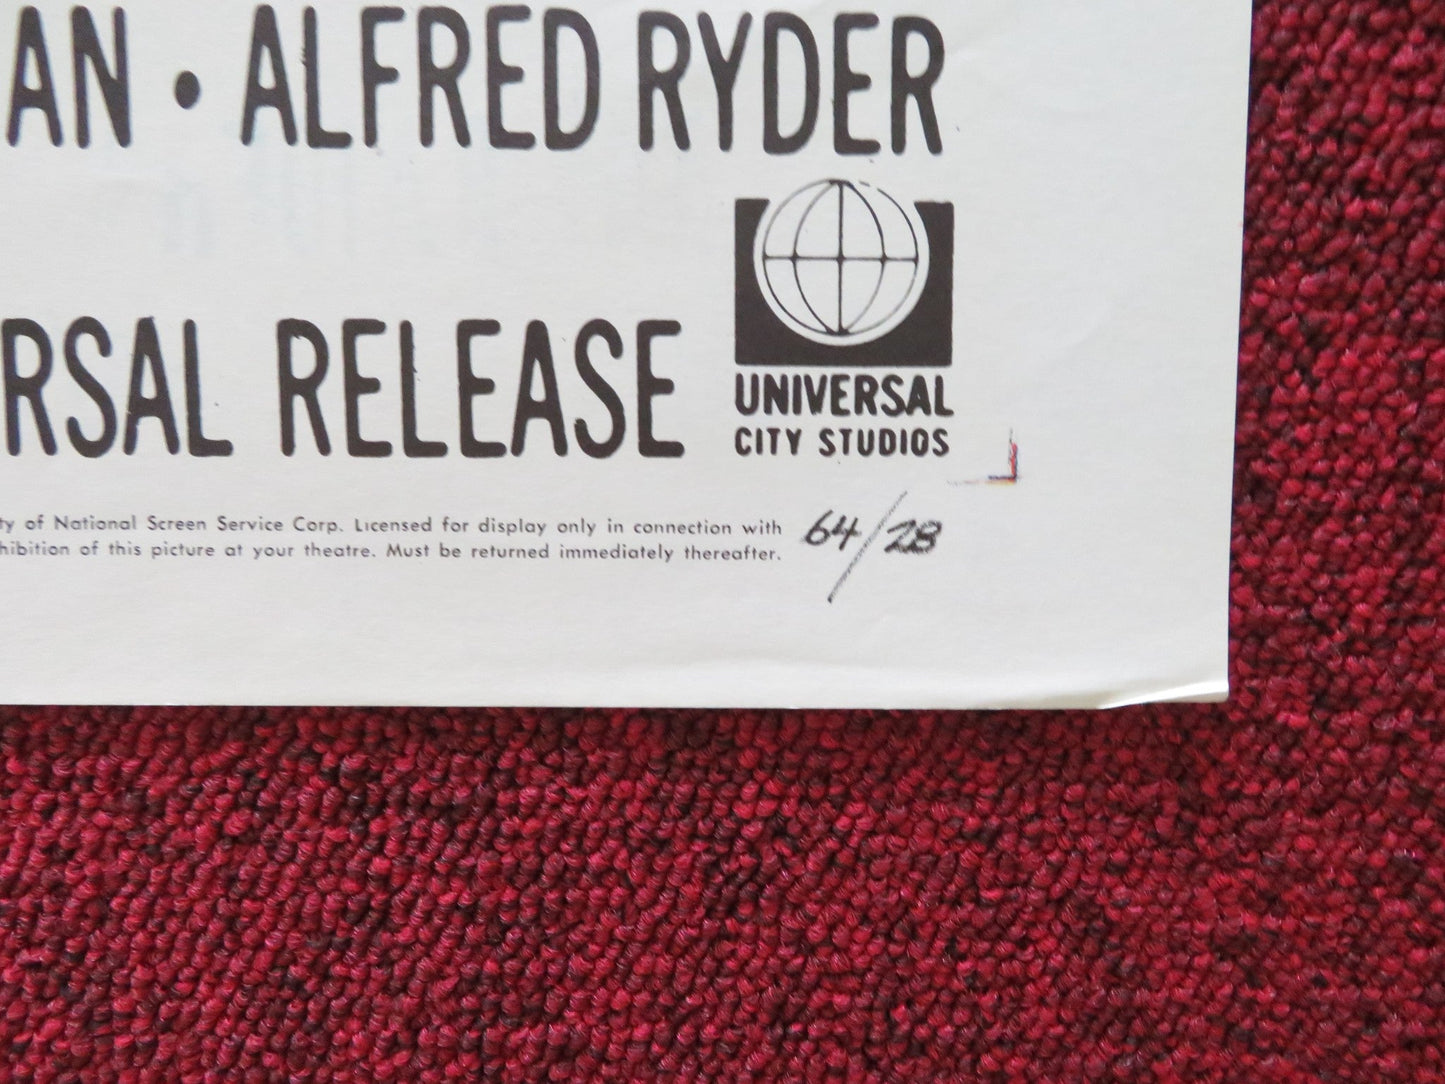 AN • ALFRED RYDER
RSAL RELEASE
UNIVERSAL
CITY STUDIOS
ty of National Screen Service Corp. Licensed for display only in connection with
hibition of this picture at your theatre. Must be returned immediately thereafter.
64/28